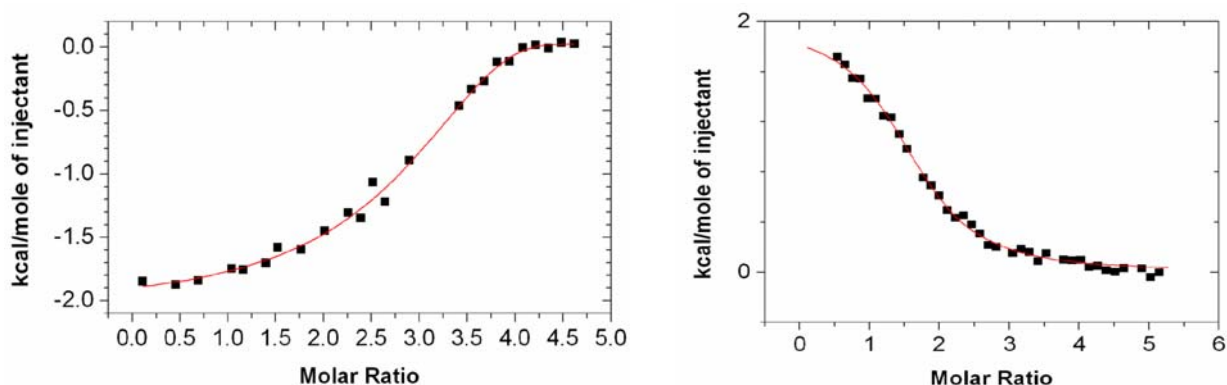 kcal/mole of injectant
0.0
-0.5
-1.0
-1.5
-2.0
0.0 0.5 1.0 1.5 2.0 2.5 3.0 3.5 4.0 4.5 5.0
Molar Ratio
kcal/mole of injectant
2
0
0 1 2 3 4 5 6
Molar Ratio